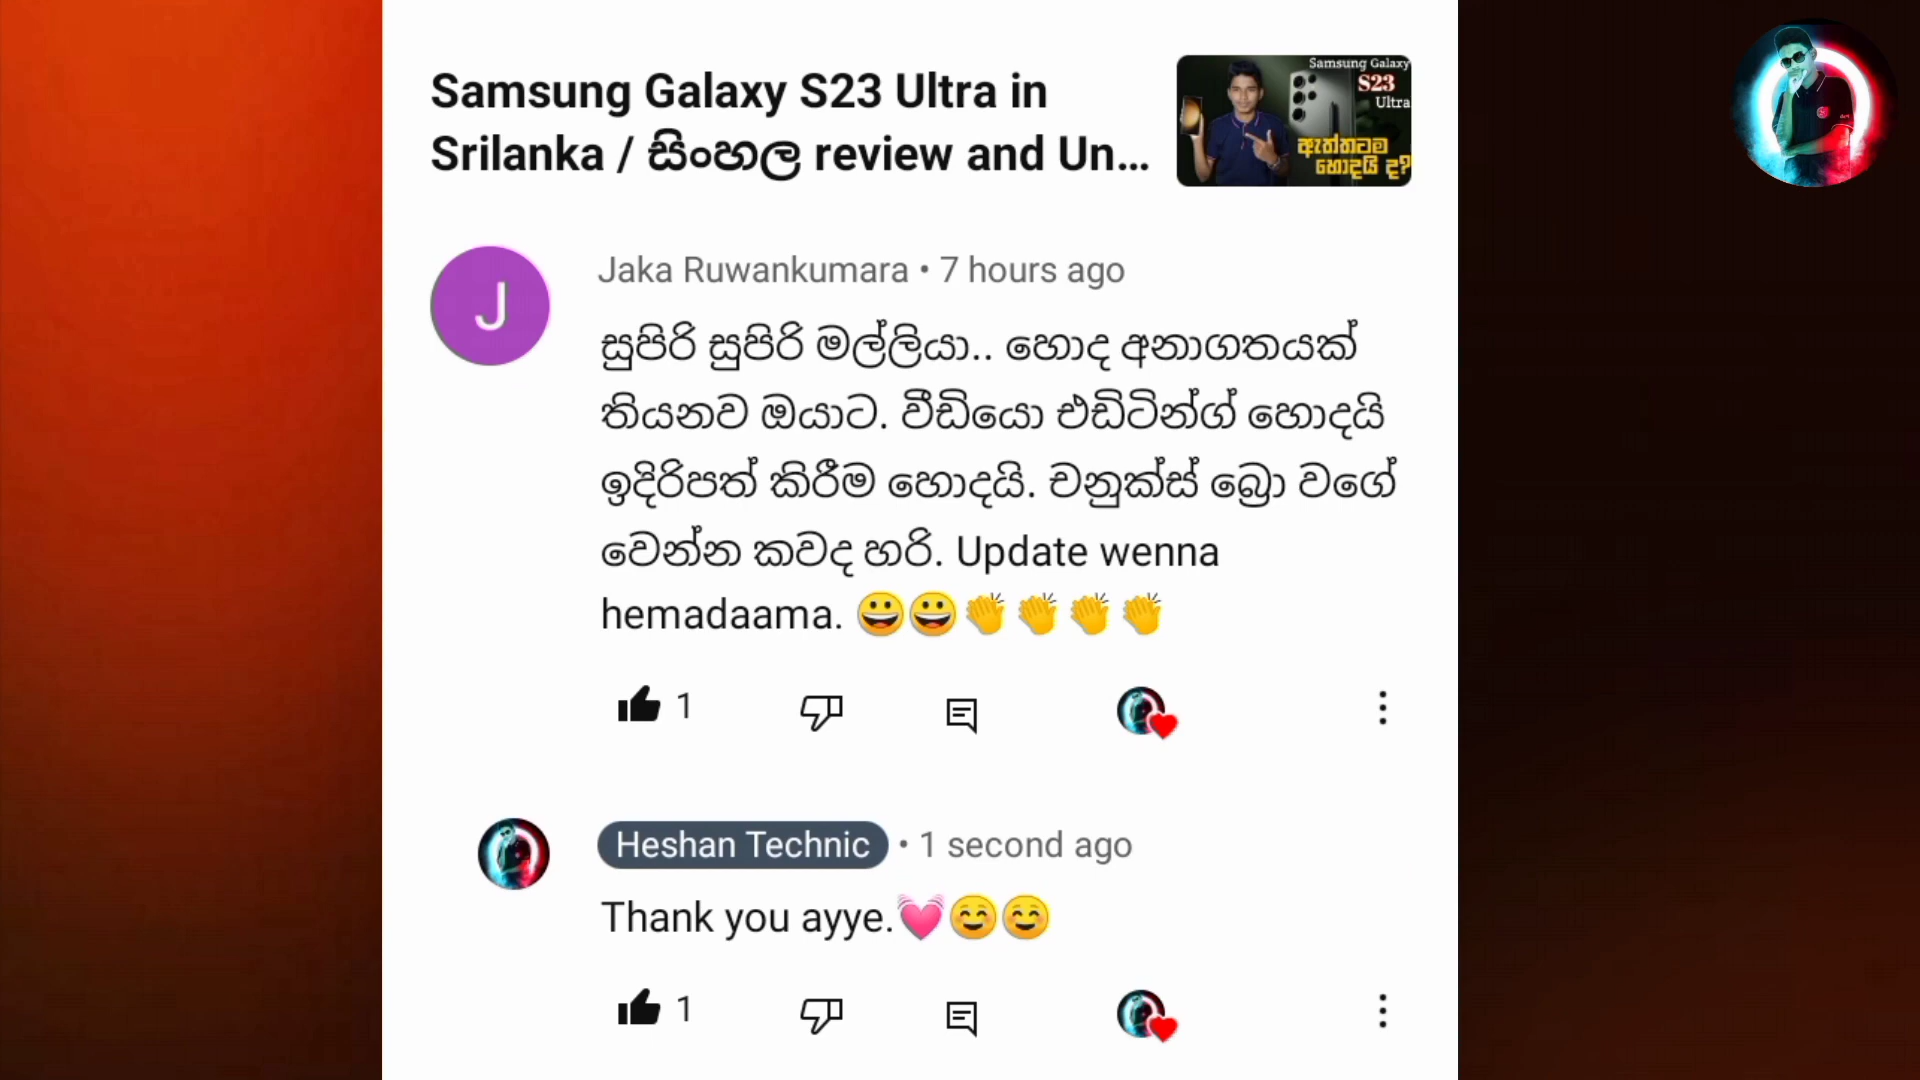 Samsung Galaxy S23 Ultra in
Srilanka / සිංහල review and Un...
Samsung Galaxy
S23
Ultra
ඇත්තටම
හොදයි ද?
J
Jaka Ruwankumara • 7 hours ago
සුපිරි සුපිරි මල්ලියා.. හොද අනාගතයක්
තියනව ඔයාට. වීඩියෝ එඩිටින්ග් හොදයි
ඉදිරිපත් කිරීම හොදයි. චනුක්ස් බ්‍රො වගේ
වෙන්න කවද හරි. Update wenna
hemadaama. 😀😀👏👏👏👏
1
Heshan Technic • 1 second ago
Thank you ayye.💓☺️☺️
1